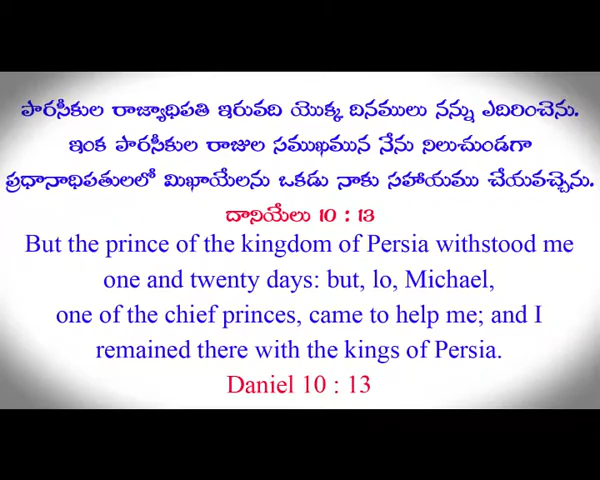 పారసీకుల రాజ్యాధిపతి ఇరువది యొక్క దినములు నన్ను ఎదిరించెను.
ఇంక పారసీకుల రాజుల సముఖమున నేను నిలుచుండగా
ప్రధానాధిపతులలో మిఖాయేలను ఒకడు నాకు సహాయము చేయవచ్చెను.
దానియేలు 10 : 13
But the prince of the kingdom of Persia withstood me
one and twenty days: but, lo, Michael,
one of the chief princes, came to help me; and I
remained there with the kings of Persia.
Daniel 10 : 13